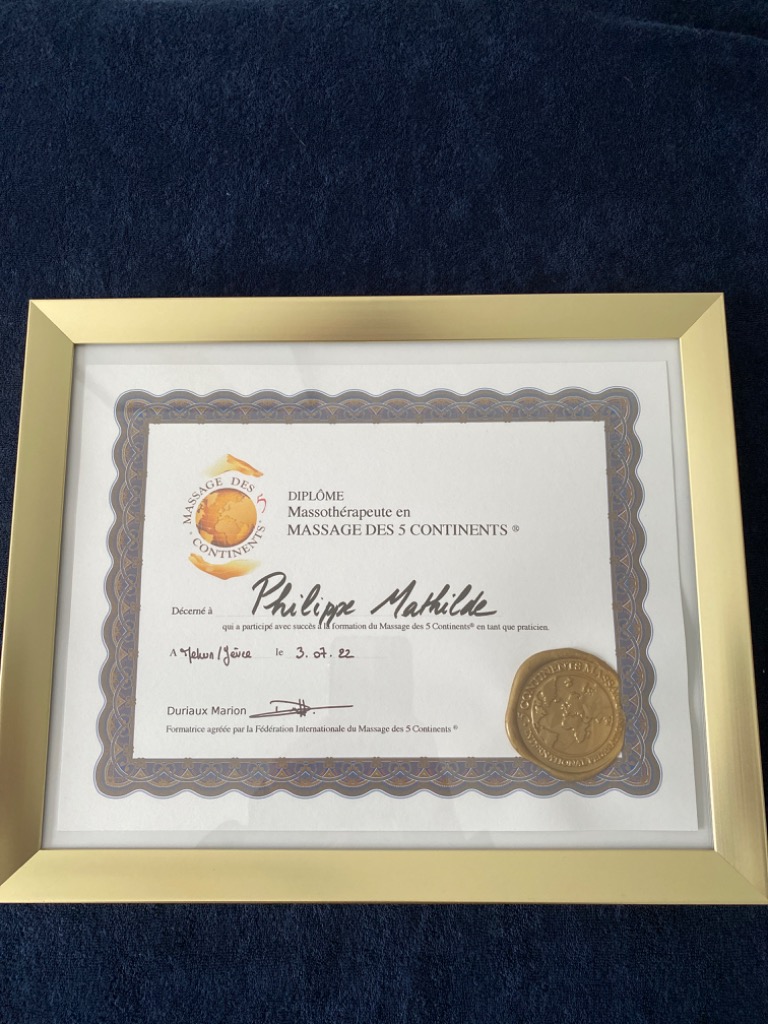 MASSAGE DES 5
CONTINENTS
DIPLÔME
Massothérapeute en
MASSAGE DES 5 CONTINENTS ®
Décerné à Philippe Mathilde
qui a participé avec succès à la formation du Massage des 5 Continents® en tant que praticien.
A Mehun/Yèvre le 3.07.22
Duriaux Marion
Formatrice agréée par la Fédération Internationale du Massage des 5 Continents ®